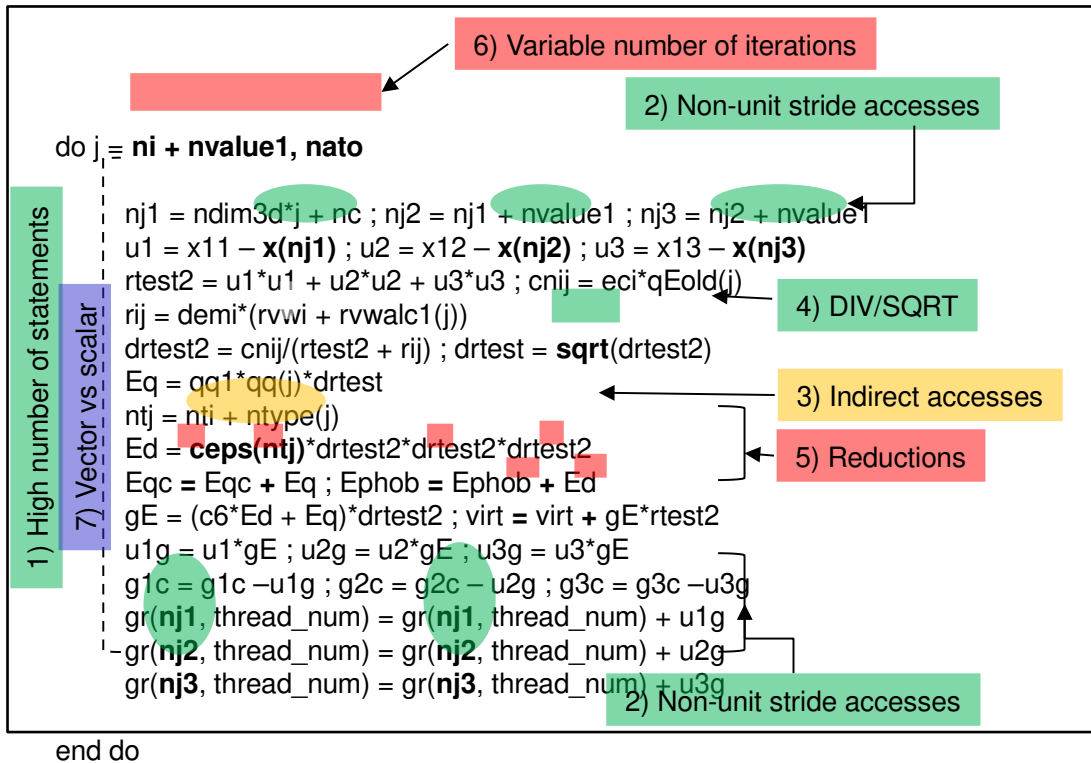 6) Variable number of iterations
2) Non-unit stride accesses
do j = ni + nvalue1, nato
nj1 = ndim3d*j + nc ; nj2 = nj1 + nvalue1 ; nj3 = nj2 + nvalue1
u1 = x11 – x(nj1) ; u2 = x12 – x(nj2) ; u3 = x13 – x(nj3)
rtest2 = u1*u1 + u2*u2 + u3*u3 ; cnij = eci*qEold(j)
rij = demi*(rvwi + rvwalc1(j))
drtest2 = cnij/(rtest2 + rij) ; drtest = sqrt(drtest2)
Eq = qq1*qq(j)*drtest
ntj = nti + ntype(j)
Ed = ceps(ntj)*drtest2*drtest2*drtest2
Eqc = Eqc + Eq ; Ephob = Ephob + Ed
gE = (c6*Ed + Eq)*drtest2 ; virt = virt + gE*rtest2
u1g = u1*gE ; u2g = u2*gE ; u3g = u3*gE
g1c = g1c –u1g ; g2c = g2c – u2g ; g3c = g3c –u3g
gr(nj1, thread_num) = gr(nj1, thread_num) + u1g
gr(nj2, thread_num) = gr(nj2, thread_num) + u2g
gr(nj3, thread_num) = gr(nj3, thread_num) + u3g
end do
1) High number of statements
7) Vector vs scalar
4) DIV/SQRT
3) Indirect accesses
5) Reductions
2) Non-unit stride accesses